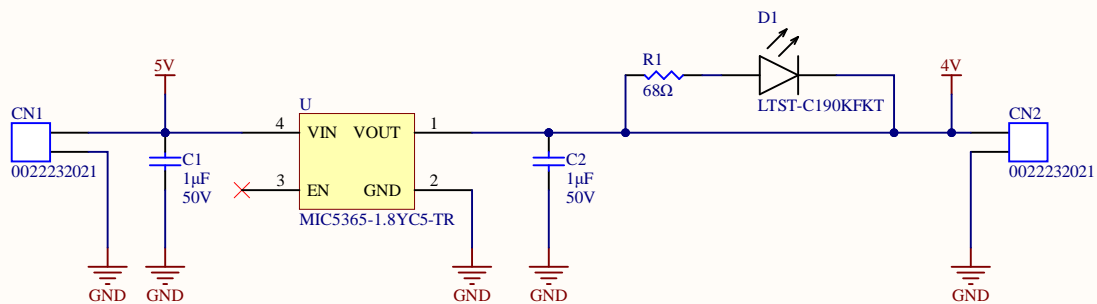 D1
R1
68Ω
LTST-C190KFKT
5V
4V
CN1
0022232021
U
4 VIN VOUT 1
3 EN GND 2
MIC5365-1.8YC5-TR
C1
1µF
50V
C2
1µF
50V
CN2
0022232021
GND
GND
GND
GND
GND